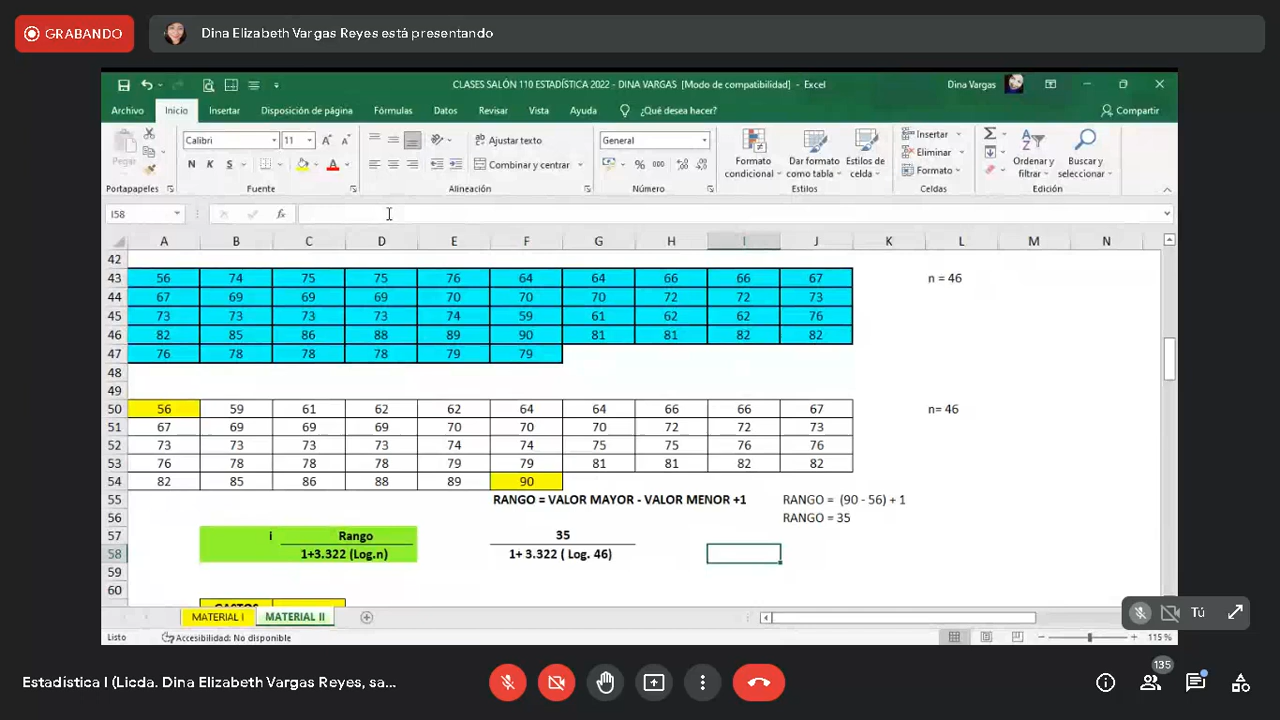 GRABANDO
Dina Elizabeth Vargas Reyes está presentando
CLASES SALÓN 110 ESTADÍSTICA 2022 - DINA VARGAS [Modo de compatibilidad] - Excel
Dina Vargas
Archivo Inicio Insertar Disposición de página Fórmulas Datos Revisar Vista Ayuda ¿Qué desea hacer? Compartir
Pegar
Calibri 11
N K S
Ajustar texto
Combinar y centrar
General
% 000
Formato condicional
Dar formato como tabla
Estilos de celda
Insertar
Eliminar
Formato
Ordenar y filtrar
Buscar y seleccionar
Portapapeles Fuente Alineación Número Estilos Celdas Edición
I58 fx
A B C D E F G H I J K L M N
42
43 56 74 75 75 76 64 64 66 66 67 n = 46
44 67 69 69 69 70 70 70 72 72 73
45 73 73 73 73 74 59 61 62 62 76
46 82 85 86 88 89 90 81 81 82 82
47 76 78 78 78 79 79
48
49
50 56 59 61 62 62 64 64 66 66 67 n= 46
51 67 69 69 69 70 70 70 72 72 73
52 73 73 73 73 74 74 75 75 76 76
53 76 78 78 78 79 79 81 81 82 82
54 82 85 86 88 89 90
55 RANGO = VALOR MAYOR - VALOR MENOR +1 RANGO = (90 - 56) + 1
56 RANGO = 35
57 i Rango 35
58 1+3.322 (Log.n) 1+ 3.322 ( Log. 46)
59
60
GASTOS
MATERIAL I MATERIAL II
Listo Accesibilidad: No disponible 115 %
Tú
Estadística I (Licda. Dina Elizabeth Vargas Reyes, sa...
135